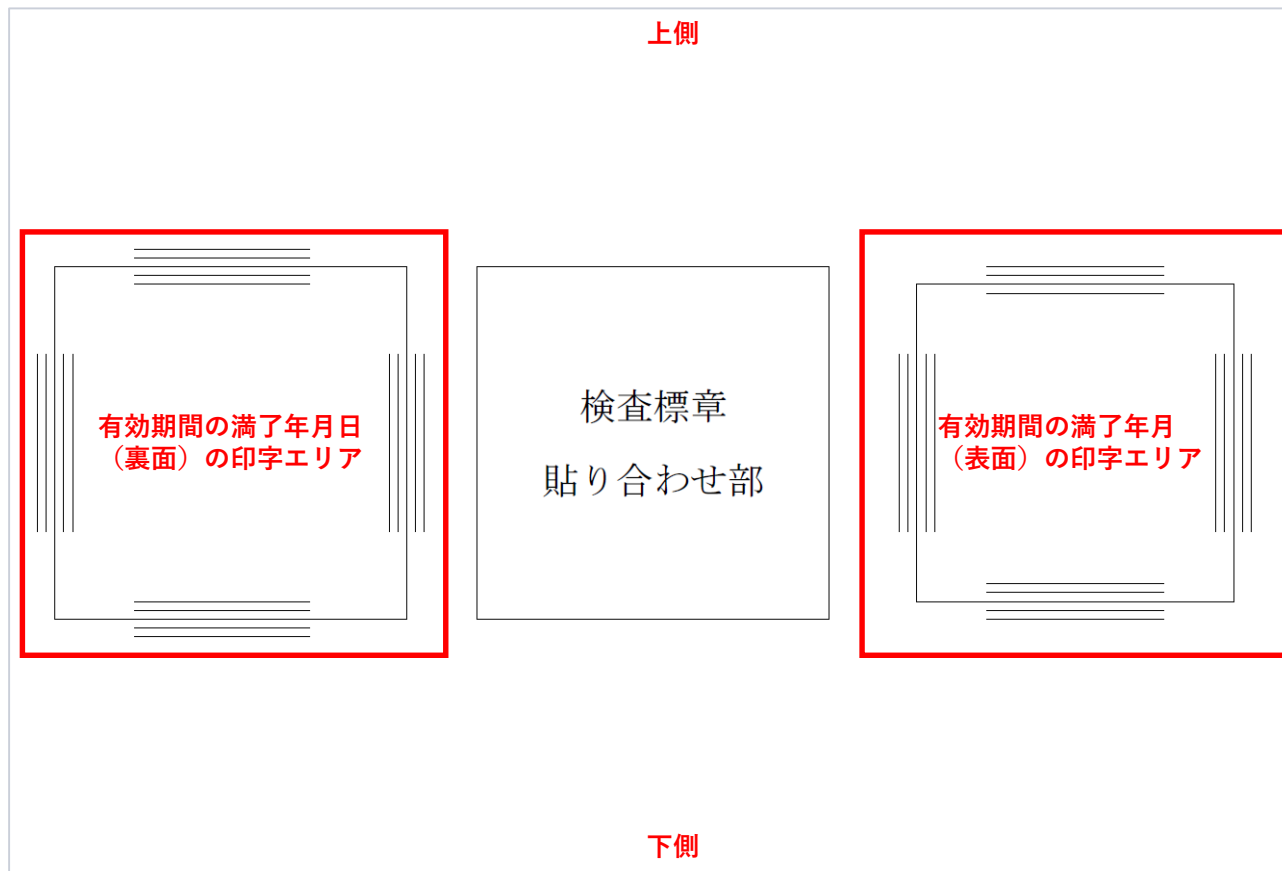 上側
有効期間の満了年月日
（裏面）の印字エリア
検査標章
貼り合わせ部
有効期間の満了年月
（表面）の印字エリア
下側